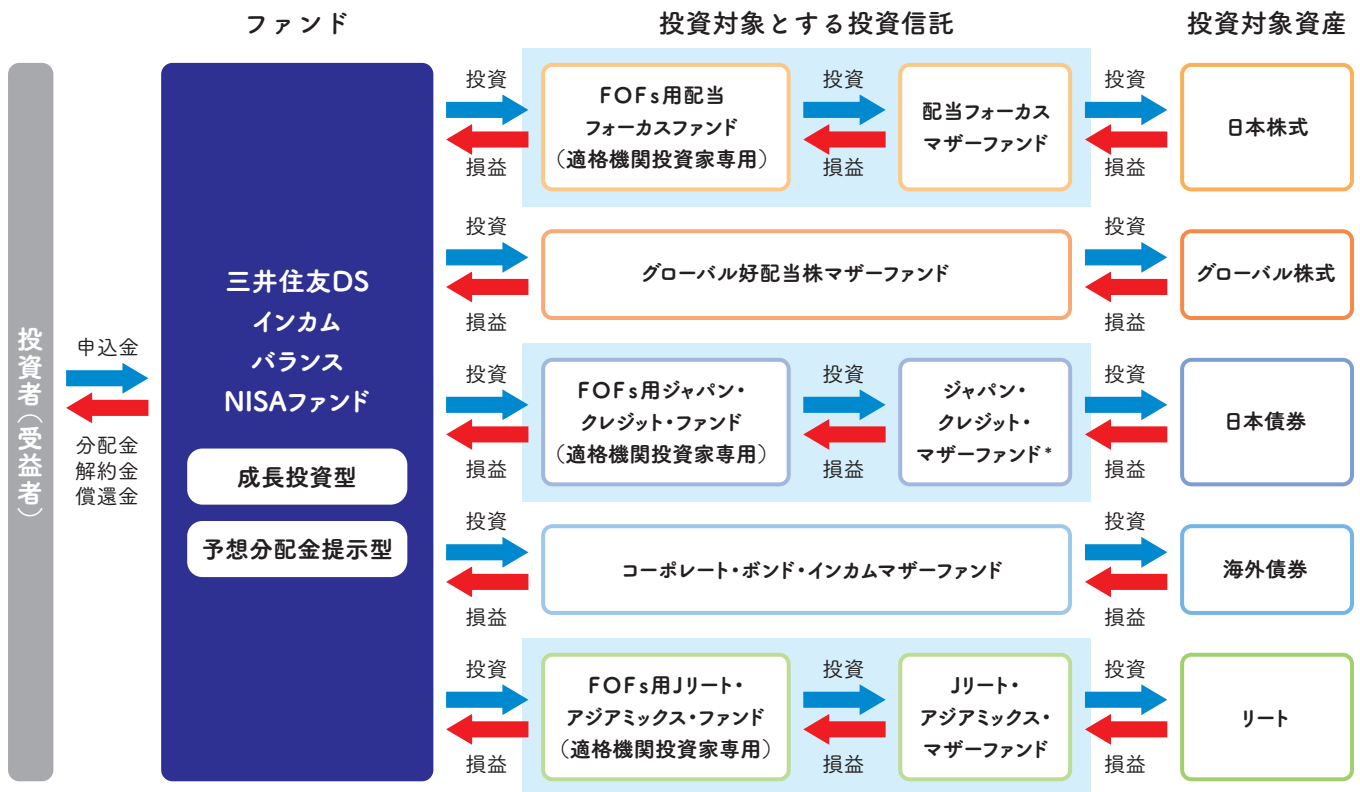 ファンド
投資対象とする投資信託
投資対象資産
投資者(受益者)
申込金
分配金
解約金
償還金
三井住友DS
インカム
バランス
NISAファンド
成長投資型
予想分配金提示型
投資
損益
FOFs用配当
フォーカスファンド
(適格機関投資家専用)
投資
損益
配当フォーカス
マザーファンド
投資
損益
日本株式
投資
損益
グローバル好配当株マザーファンド
投資
損益
グローバル株式
投資
損益
FOFs用ジャパン・
クレジット・ファンド
(適格機関投資家専用)
投資
損益
ジャパン・
クレジット・
マザーファンド*
投資
損益
日本債券
投資
損益
コーポレート・ボンド・インカムマザーファンド
投資
損益
海外債券
投資
損益
FOFs用Jリート・
アジアミックス・ファンド
(適格機関投資家専用)
投資
損益
Jリート・
アジアミックス・
マザーファンド
投資
損益
リート